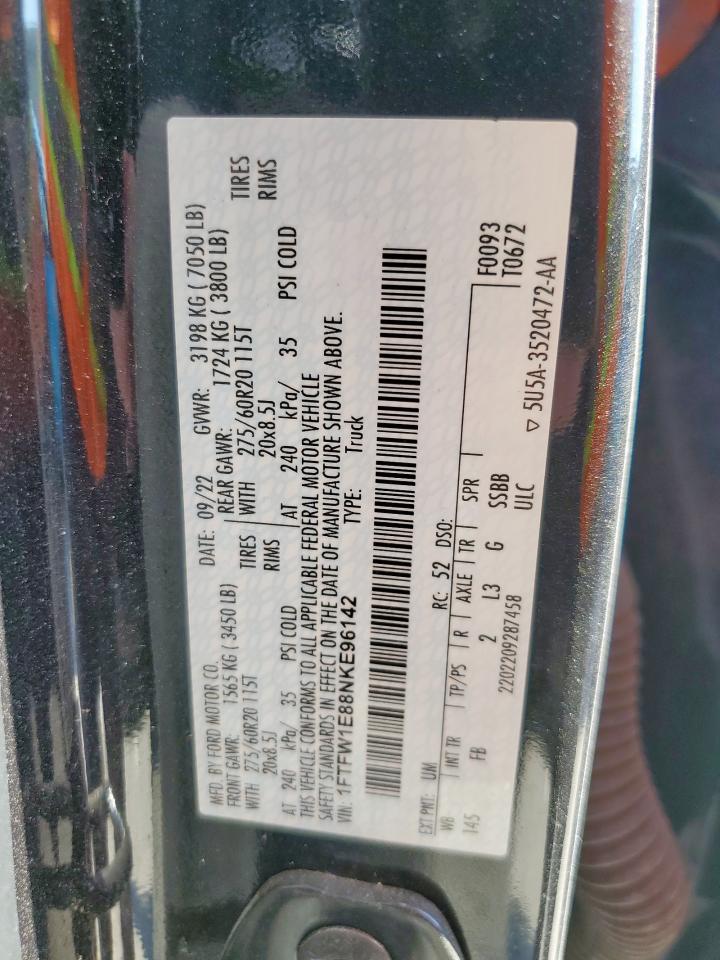 MFD. BY FORD MOTOR CO. DATE: 09/22 GVWR: 3198 KG ( 7050 LB)
FRONT GAWR: 1565 KG ( 3450 LB) REAR GAWR: 1724 KG ( 3800 LB)
WITH 275/60R20 115T TIRES WITH 275/60R20 115T TIRES
20x8.5J RIMS 20x8.5J RIMS
AT 240 kPa/ 35 PSI COLD AT 240 kPa/ 35 PSI COLD
THIS VEHICLE CONFORMS TO ALL APPLICABLE FEDERAL MOTOR VEHICLE
SAFETY STANDARDS IN EFFECT ON THE DATE OF MANUFACTURE SHOWN ABOVE.
VIN: 1FTFW1E88NKE96142 TYPE: Truck
EXT PNT: UM RC: 52 DSO:
WB INT TR TP/PS R AXLE TR SPR F0093
145 FB 2 L3 G SSBB T0672
2202209287458 ULC ▽ 5U5A-3520472-AA